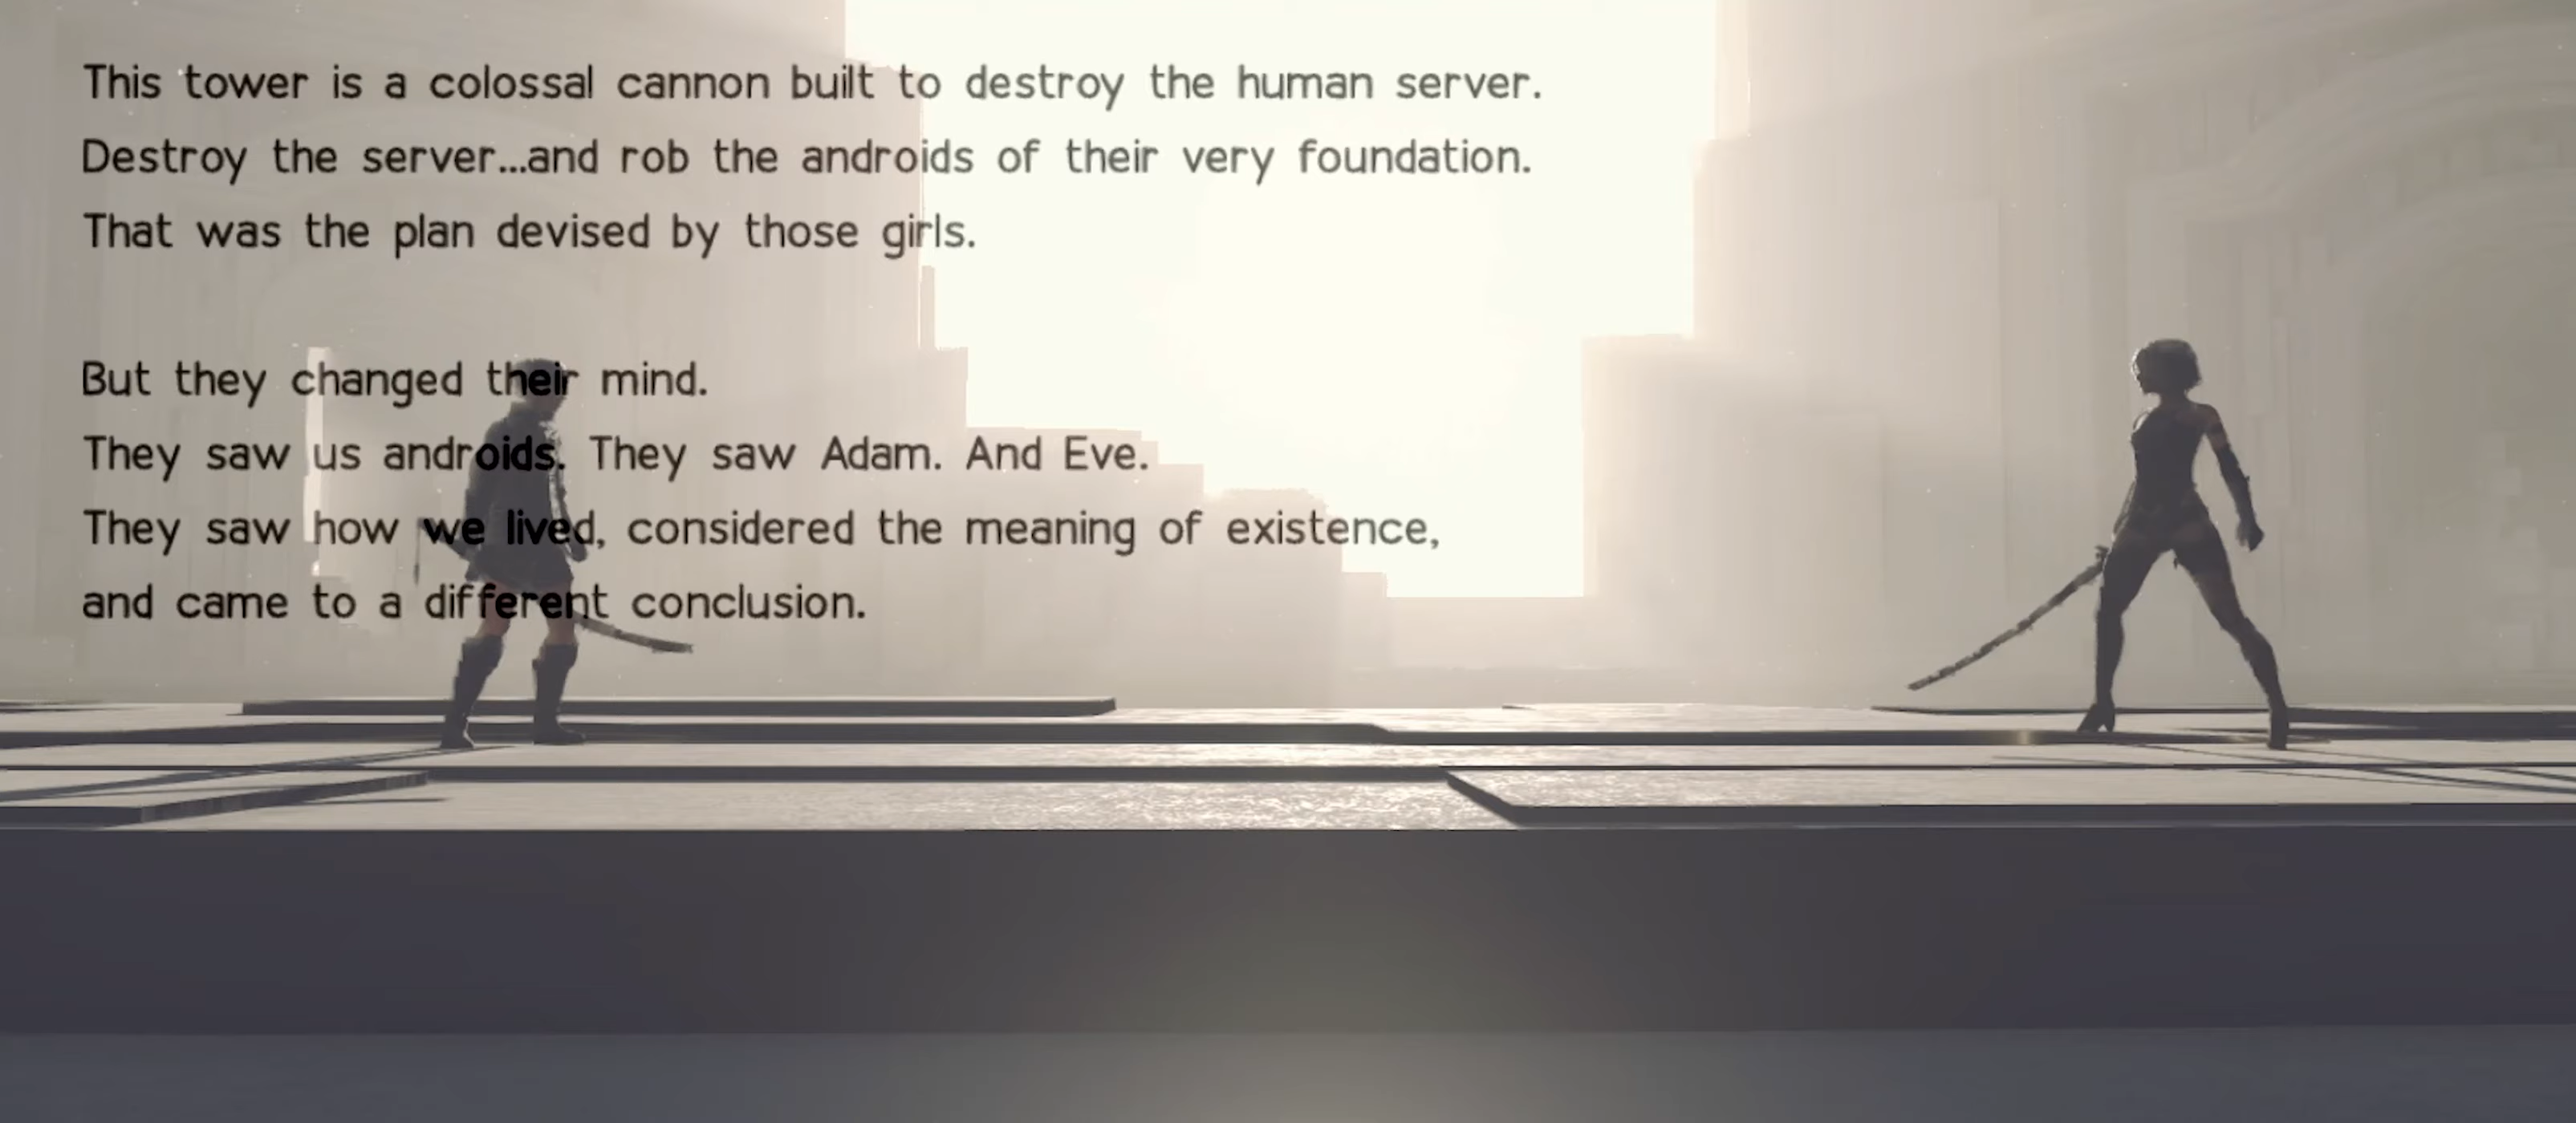 This tower is a colossal cannon built to destroy the human server.
Destroy the server...and rob the androids of their very foundation.
That was the plan devised by those girls.
But they changed their mind.
They saw us androids. They saw Adam. And Eve.
They saw how we lived, considered the meaning of existence,
and came to a different conclusion.